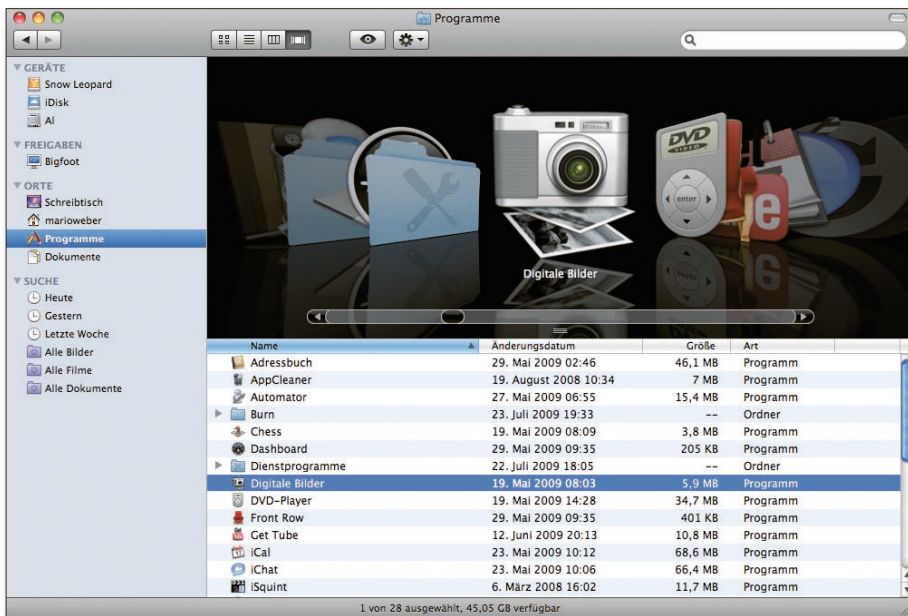 Programme
GERÄTE
Snow Leopard
iDisk
AI
FREIGABEN
Bigfoot
ORTE
Schreibtisch
marioweber
Programme
Dokumente
SUCHE
Heute
Gestern
Letzte Woche
Alle Bilder
Alle Filme
Alle Dokumente
DVD
VIDEO
enter
e
Digitale Bilder
Name Änderungsdatum Größe Art
Adressbuch 29. Mai 2009 02:46 46,1 MB Programm
AppCleaner 19. August 2008 10:34 7 MB Programm
Automator 27. Mai 2009 06:55 15,4 MB Programm
Burn 23. Juli 2009 19:33 -- Ordner
Chess 19. Mai 2009 08:09 3,8 MB Programm
Dashboard 29. Mai 2009 09:35 205 KB Programm
Dienstprogramme 22. Juli 2009 18:05 -- Ordner
Digitale Bilder 19. Mai 2009 08:03 5,9 MB Programm
DVD-Player 19. Mai 2009 14:28 34,7 MB Programm
Front Row 29. Mai 2009 09:35 401 KB Programm
Get Tube 12. Juni 2009 20:13 10,8 MB Programm
iCal 23. Mai 2009 10:12 68,6 MB Programm
iChat 23. Mai 2009 10:06 66,4 MB Programm
iSquint 6. März 2008 16:02 11,7 MB Programm
1 von 28 ausgewählt, 45,05 GB verfügbar